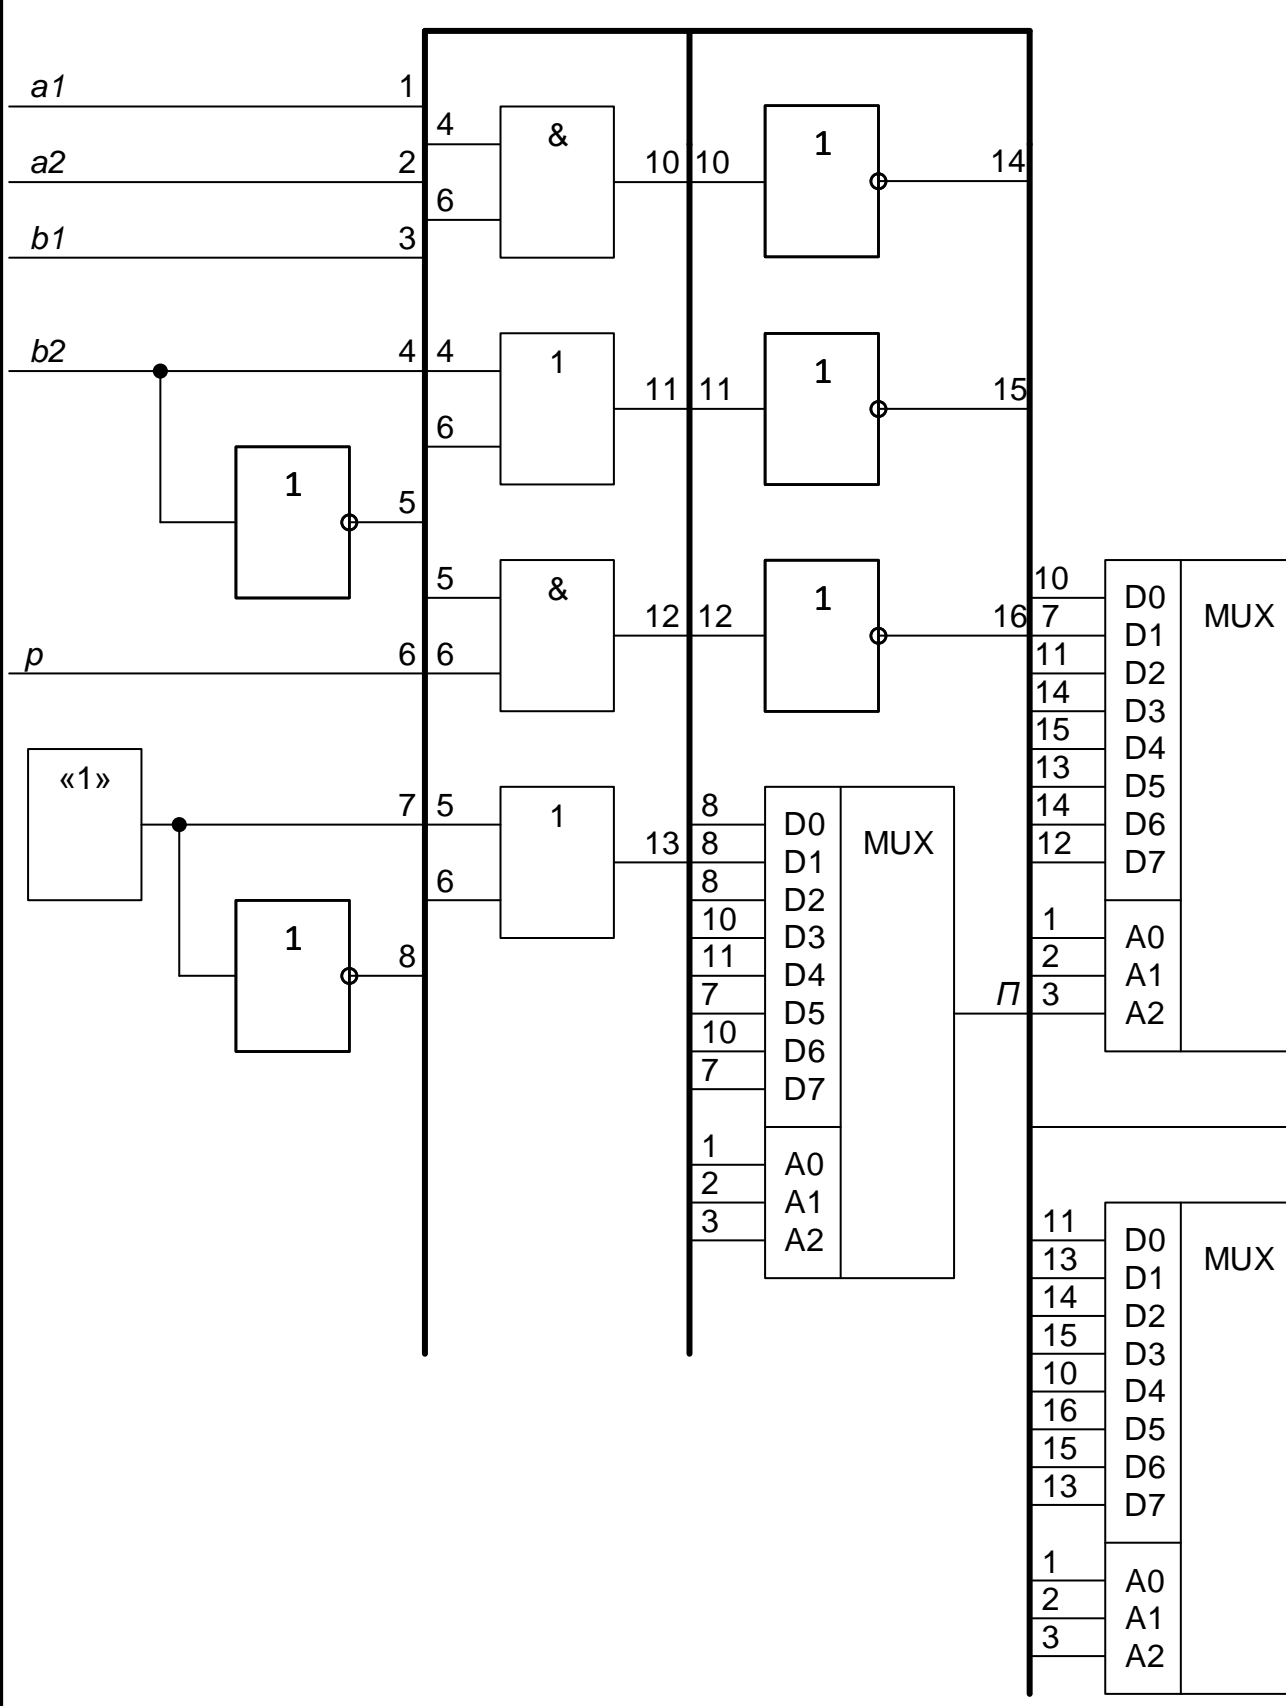 a1 1
a2 2
b1 3
b2 4
1 5
p 6
«1» 7
1 8
4 & 10
6
4 1 11
6
5 & 12
6
5 1 13
6
10 1 14
11 1 15
12 1 16
8 D0 MUX
8 D1
8 D2
10 D3
11 D4
7 D5
10 D6
7 D7
1 A0
2 A1
3 A2
П
10 D0 MUX
7 D1
11 D2
14 D3
15 D4
13 D5
14 D6
12 D7
1 A0
2 A1
3 A2
11 D0 MUX
13 D1
14 D2
15 D3
10 D4
16 D5
15 D6
13 D7
1 A0
2 A1
3 A2